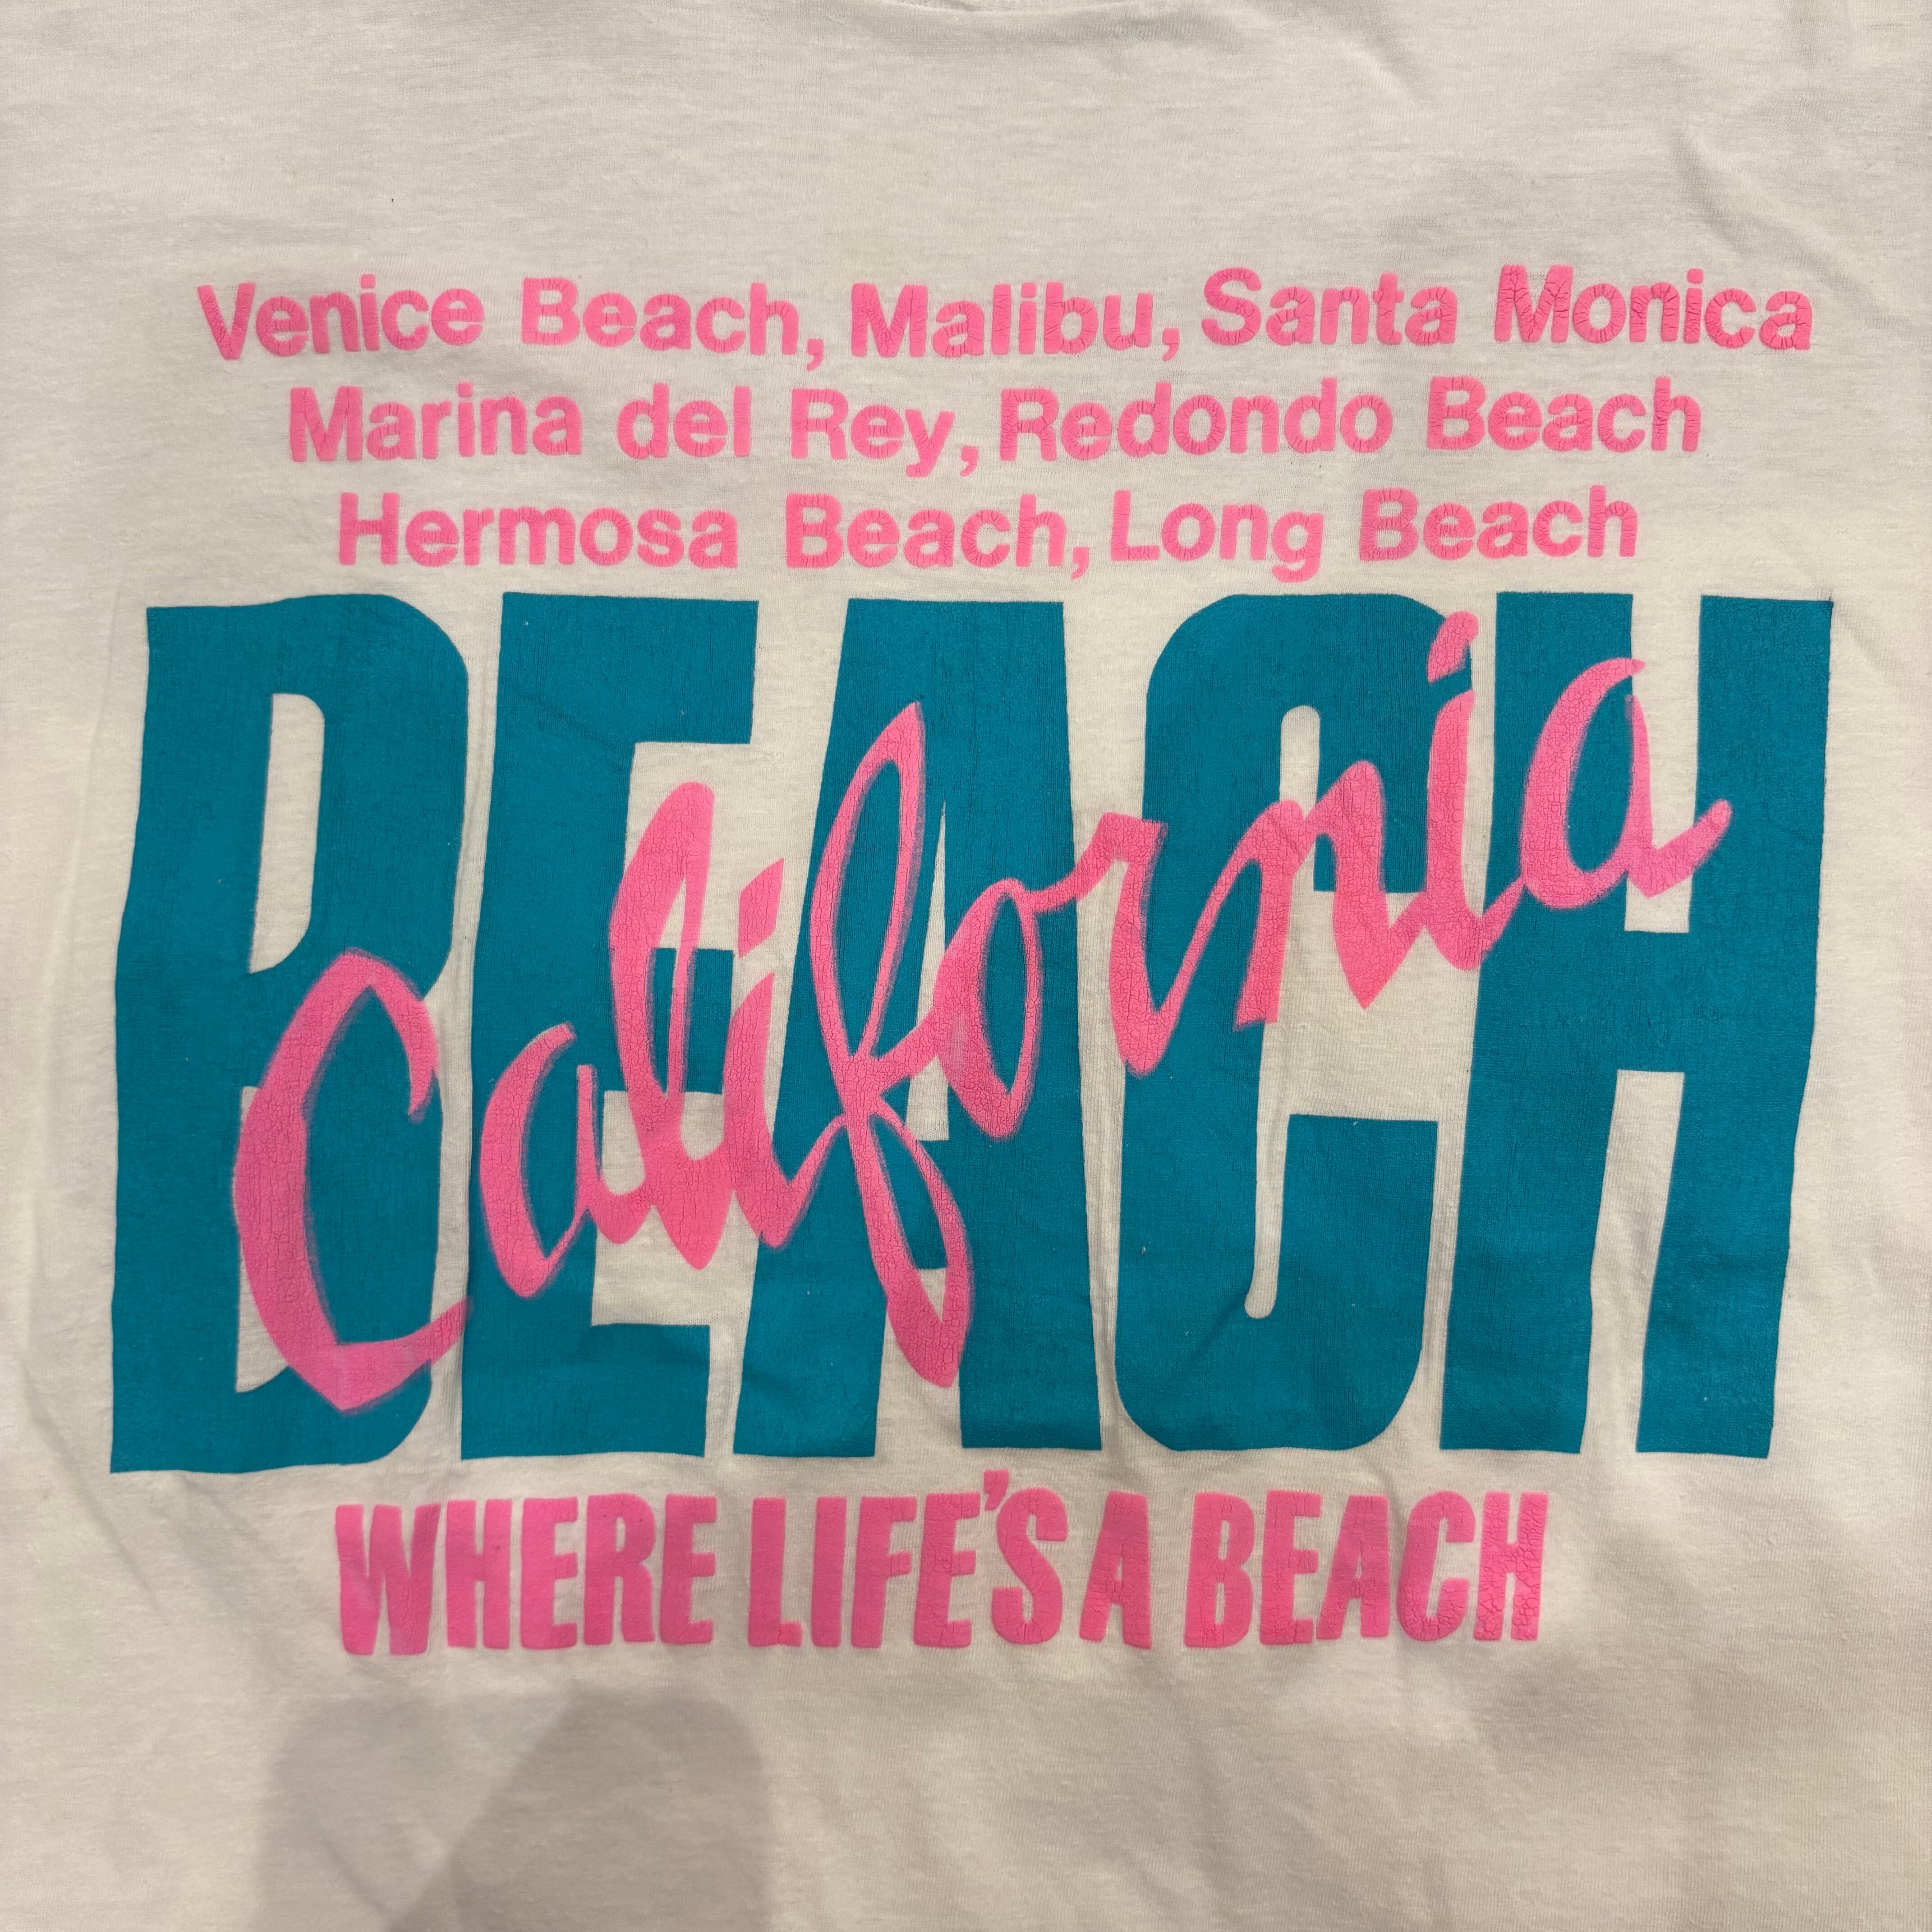 Venice Beach, Malibu, Santa Monica
Marina del Rey, Redondo Beach
Hermosa Beach, Long Beach
BEACH
California
WHERE LIFE'S A BEACH